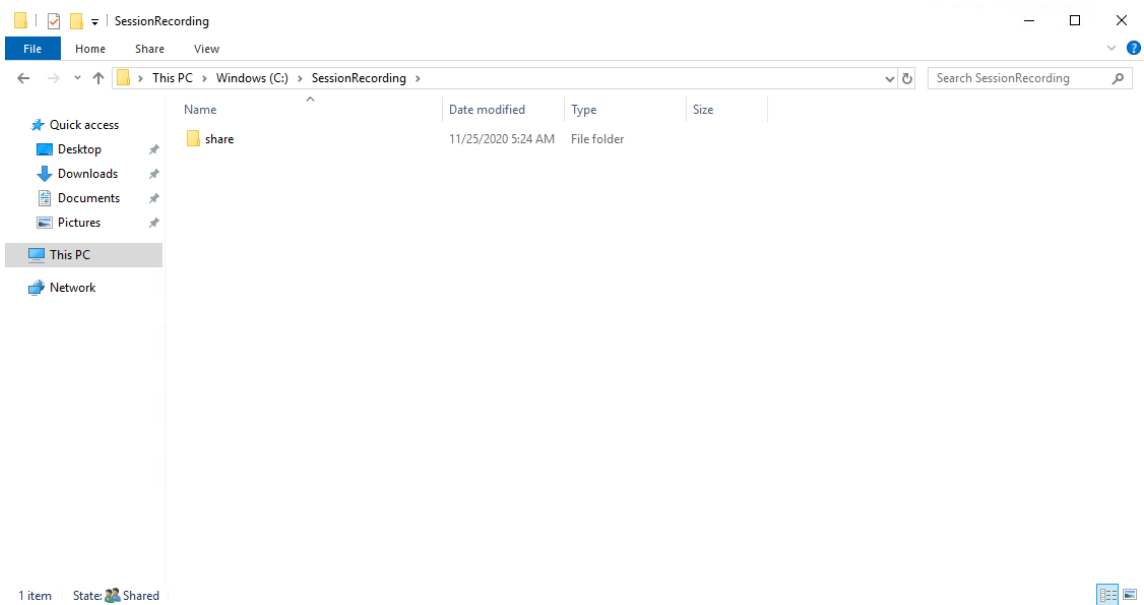 SessionRecording
File Home Share View
This PC > Windows (C:) > SessionRecording >
Search SessionRecording
Name Date modified Type Size
Quick access
share 11/25/2020 5:24 AM File folder
Desktop
Downloads
Documents
Pictures
This PC
Network
1 item State: Shared